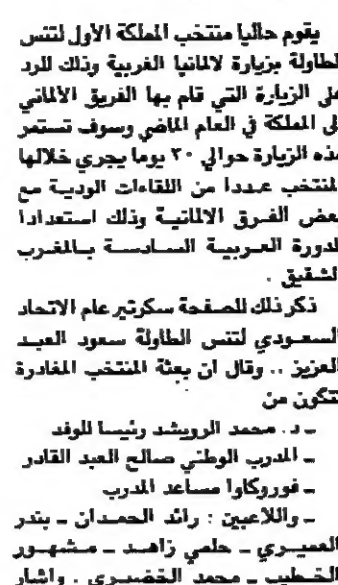 يقوم حاليا منتخب المملكة الأول لتنس
الطاولة بزيارة لالمانيا الغربية وذلك للرد
على الزيارة التي قام بها الفريق الألماني
الى المملكة في العام الماضي وسوف تستمر
هذه الزيارة حوالي ٢٠ يوما يجري خلالها
المنتخب عددا من اللقاءات الودية مع
بعض الفرق الالمانية وذلك استعدادا
للدورة العربية السادسة بالمغرب
الشقيق .
ذكر ذلك للصفحة سكرتير عام الاتحاد
السعودي لتنس الطاولة سعود العبد
العزيز .. وقال ان بعثة المنتخب المغادرة
تتكون من
ـ د . محمد الرويشد رئيسا للوفد
ـ المدرب الوطني صالح العبد القادر
ـ فوروكاوا مساعد المدرب
ـ واللاعبين : رائد الحمدان ـ بندر
العميري ـ حلمي زاهد ـ مشهور
الخطيب ـ محمد الخضيري . واشار